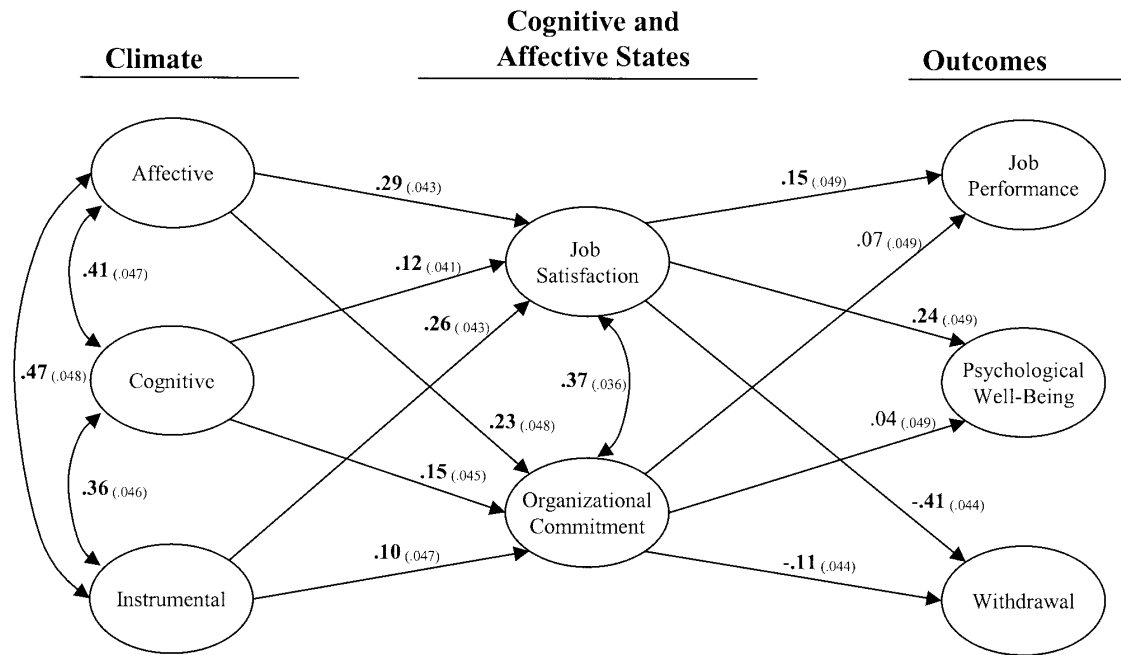 Climate
Cognitive and
Affective States
Outcomes
Affective
Job
Performance
.29 (.043)
.15 (.049)
.07 (.049)
Job
Satisfaction
.41 (.047)
.12 (.041)
.26 (.043)
.24 (.049)
.47 (.048)
Cognitive
.37 (.036)
Psychological
Well-Being
.23 (.048)
.04 (.049)
.36 (.046)
.15 (.045)
Organizational
Commitment
-.41 (.044)
.10 (.047)
-.11 (.044)
Instrumental
Withdrawal